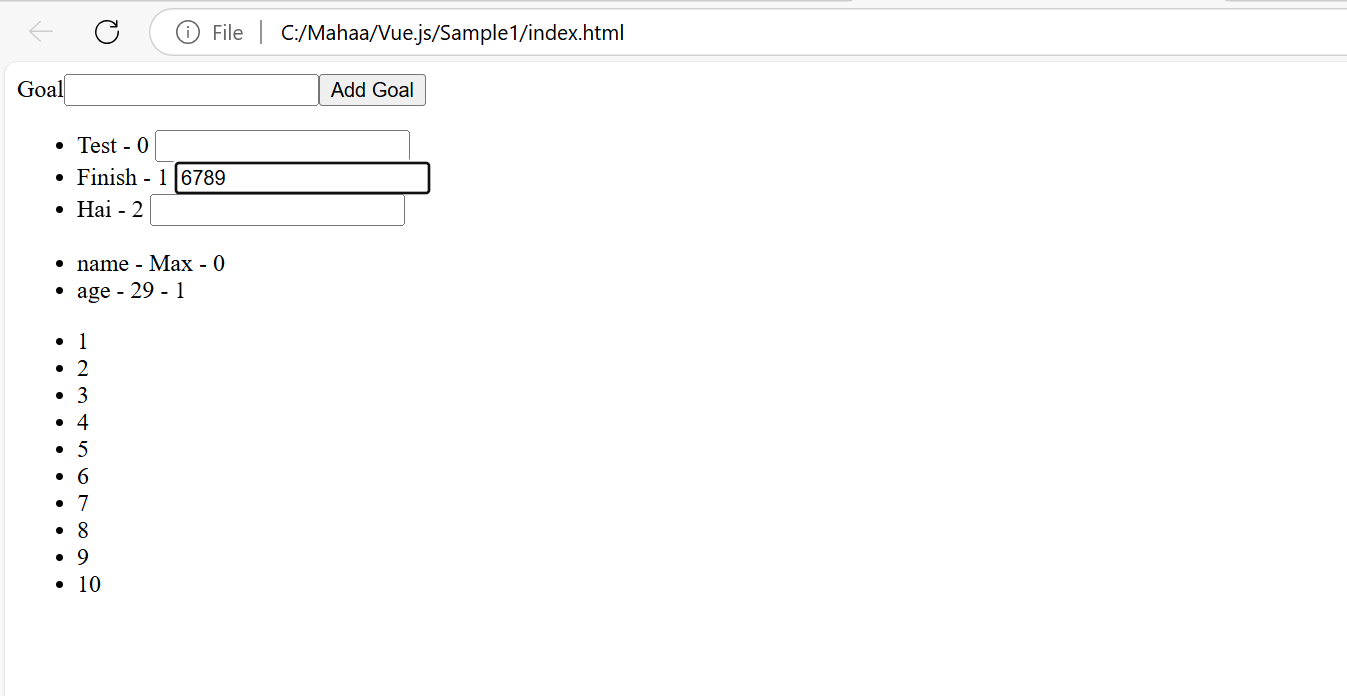 File C:/Mahaa/Vue.js/Sample1/index.html
Goal Add Goal
Test - 0
Finish - 1 6789
Hai - 2
name - Max - 0
age - 29 - 1
1
2
3
4
5
6
7
8
9
10